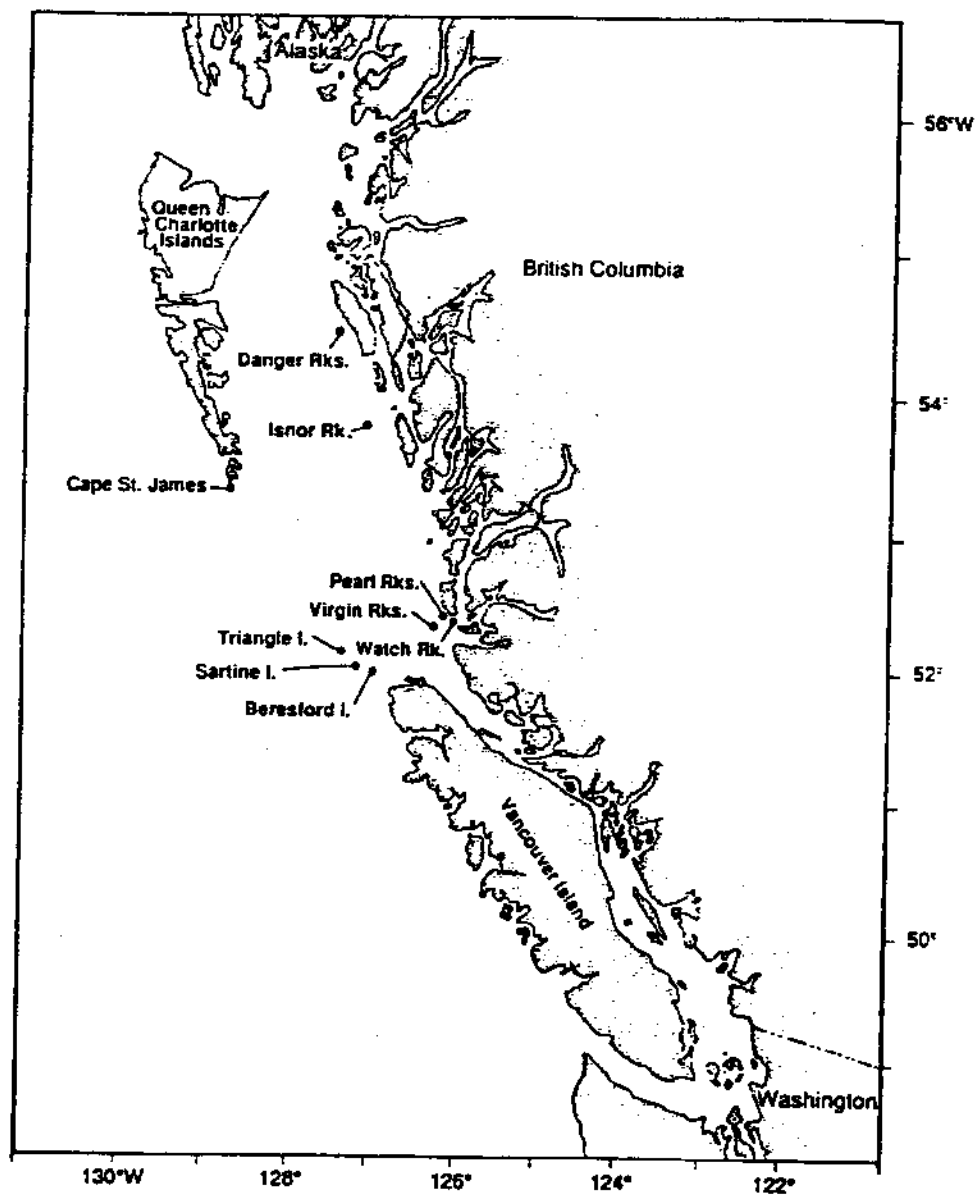 Alaska
56°W
Queen
Charlotte
Islands
British Columbia
Danger Rks.
54°
Isnor Rk.
Cape St. James
Pearl Rks.
Virgin Rks.
Triangle I.
Watch Rk.
Sartine I.
52°
Beresford I.
Vancouver Island
50°
Washington
130°W
128°
126°
124°
122°